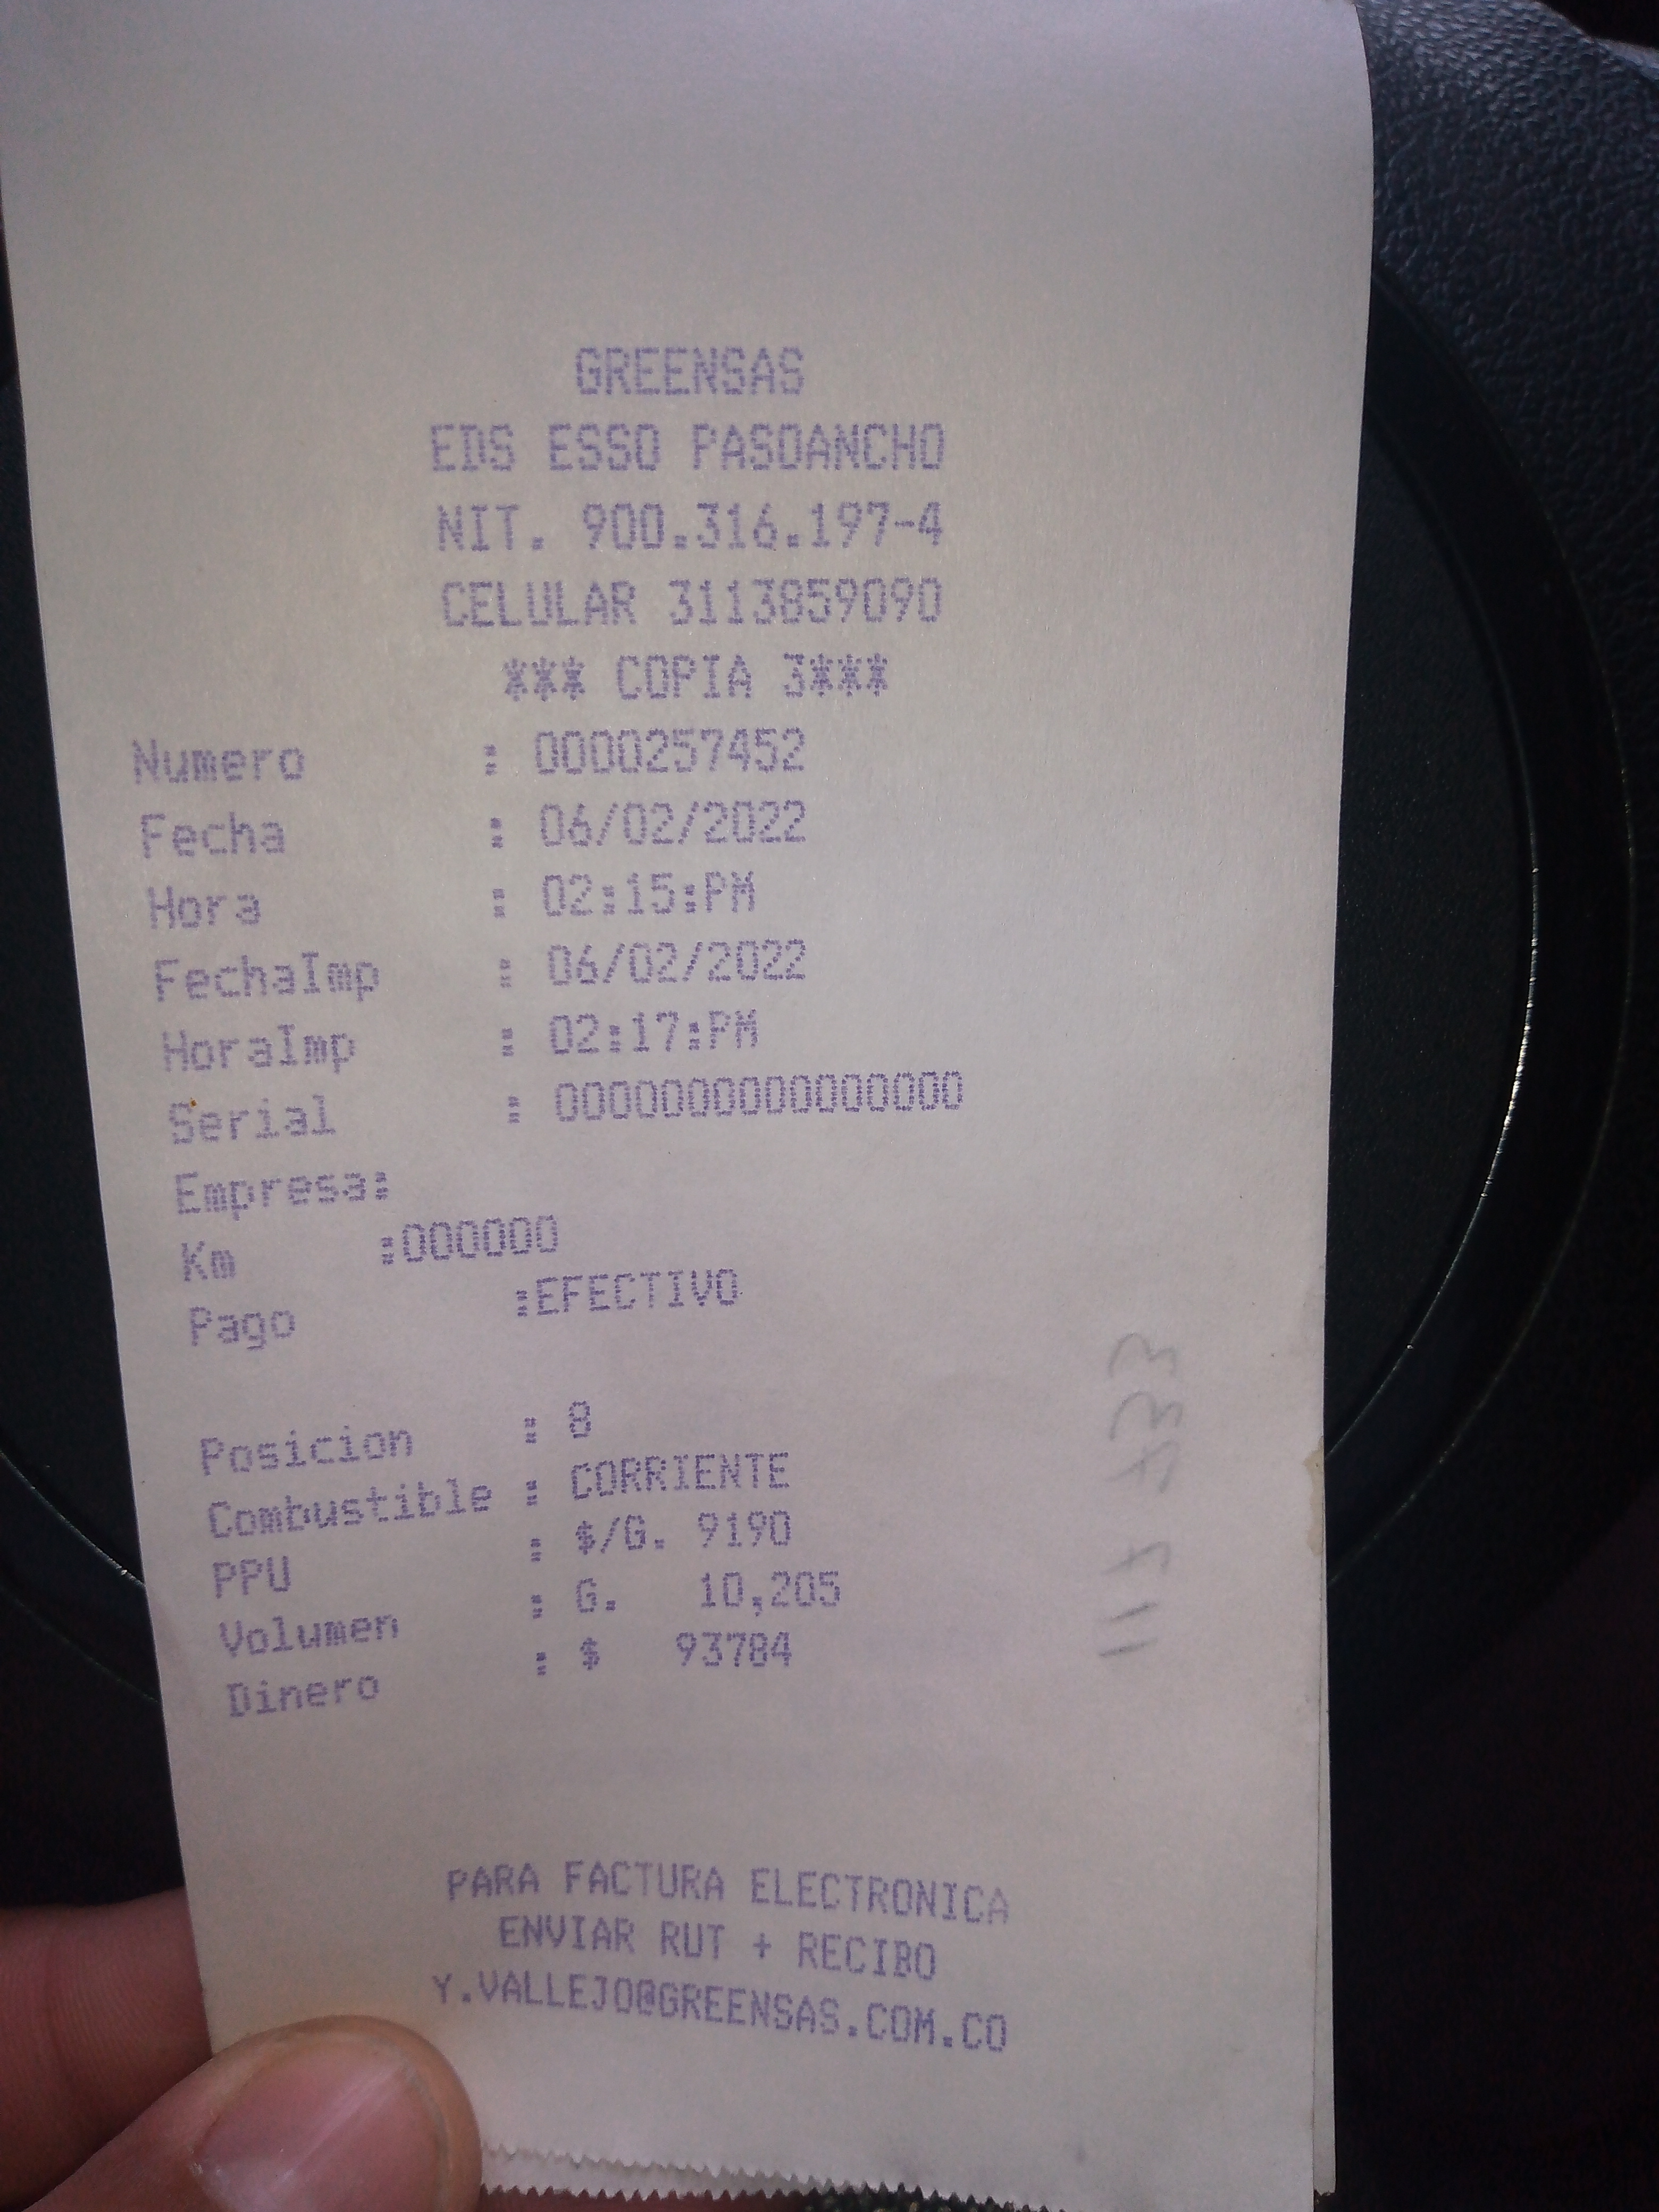 GREENSAS
EDS ESSO PASOANCHO
NIT. 900.316.197-4
CELULAR 3113859090
*** COPIA 3***
Numero : 0000257452
Fecha : 06/02/2022
Hora : 02:15:PM
FechaImp : 06/02/2022
HoraImp : 02:17:PM
Serial : 0000000000000000
Empresa:
Km :000000
Pago :EFECTIVO
Posicion : 8
Combustible : CORRIENTE
PPU : $/G. 9190
Volumen : G. 10,205
Dinero : $ 93784
PARA FACTURA ELECTRONICA
ENVIAR RUT + RECIBO
Y.VALLEJO@GREENSAS.COM.CO